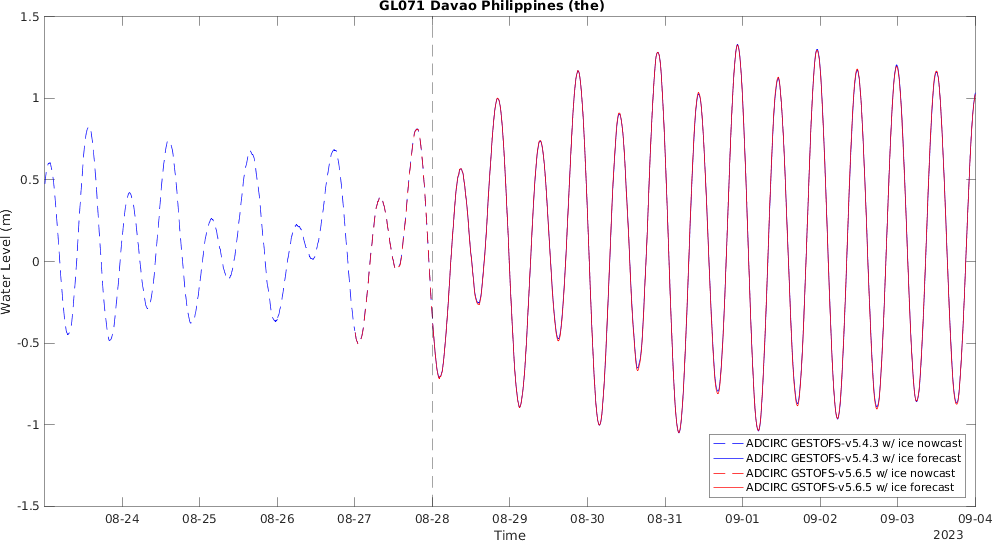 GL071 Davao Philippines (the)
1.5
1
0.5
0
-0.5
-1
-1.5
Water Level (m)
ADCIRC GESTOFS-v5.4.3 w/ ice nowcast
ADCIRC GESTOFS-v5.4.3 w/ ice forecast
ADCIRC GSTOFS-v5.6.5 w/ ice nowcast
ADCIRC GSTOFS-v5.6.5 w/ ice forecast
08-24 08-25 08-26 08-27 08-28 08-29 08-30 08-31 09-01 09-02 09-03 09-04
Time
2023